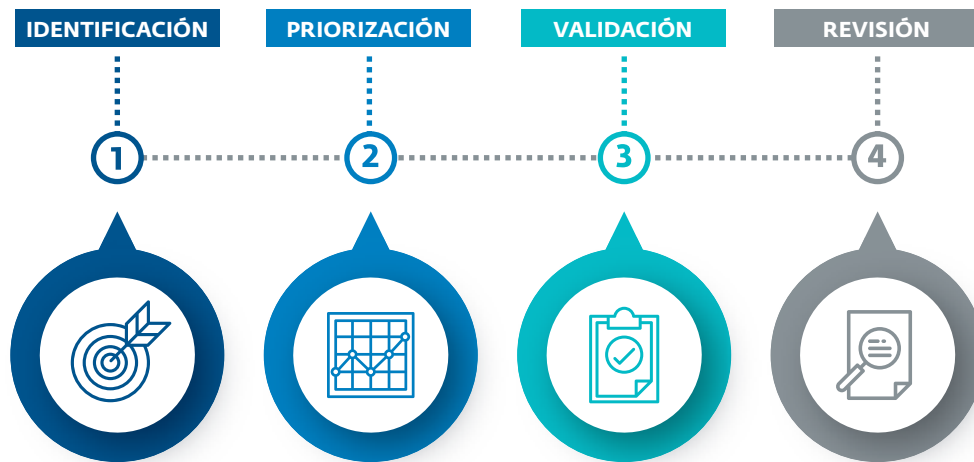 IDENTIFICACIÓN
PRIORIZACIÓN
VALIDACIÓN
REVISIÓN
1
2
3
4